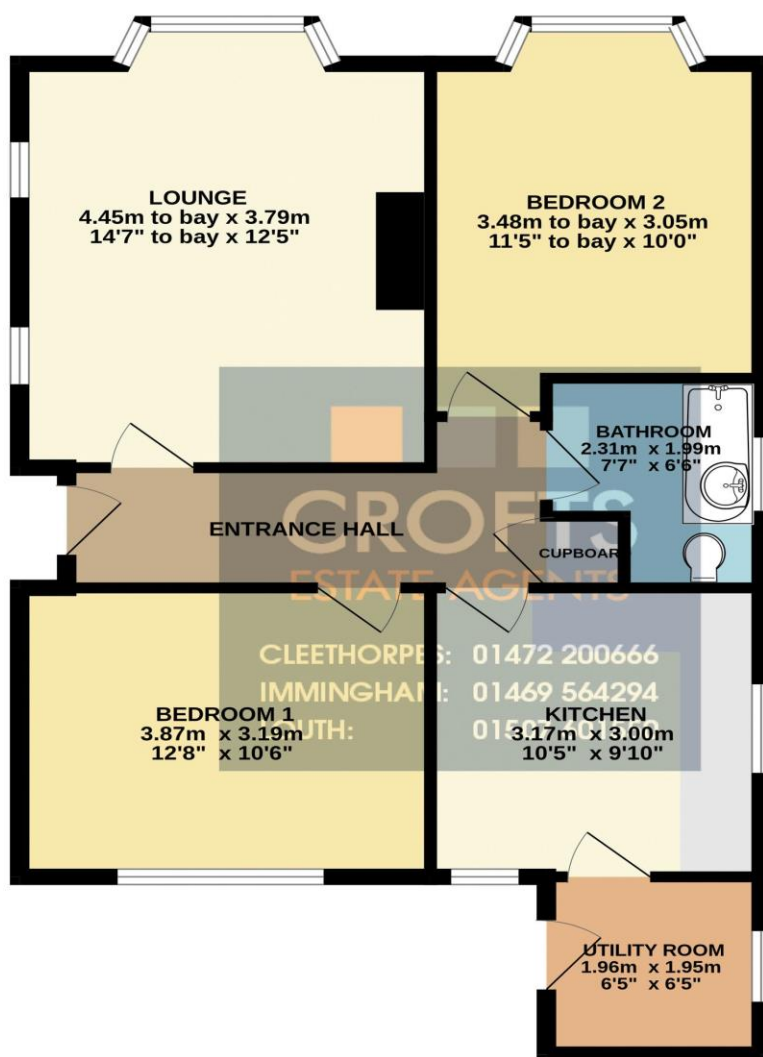 LOUNGE
4.45m to bay x 3.79m
14'7" to bay x 12'5"
BEDROOM 2
3.48m to bay x 3.05m
11'5" to bay x 10'0"
BATHROOM
2.31m x 1.99m
7'7" x 6'6"
ENTRANCE HALL
CUPBOAR
CROFTS
ESTATE AGENTS
CLEETHORPES: 01472 200666
IMMINGHAM: 01469 564294
BEDROOM 1
3.87m x 3.19m
12'8" x 10'6"
KITCHEN
3.17m x 3.00m
10'5" x 9'10"
UTILITY ROOM
1.96m x 1.95m
6'5" x 6'5"